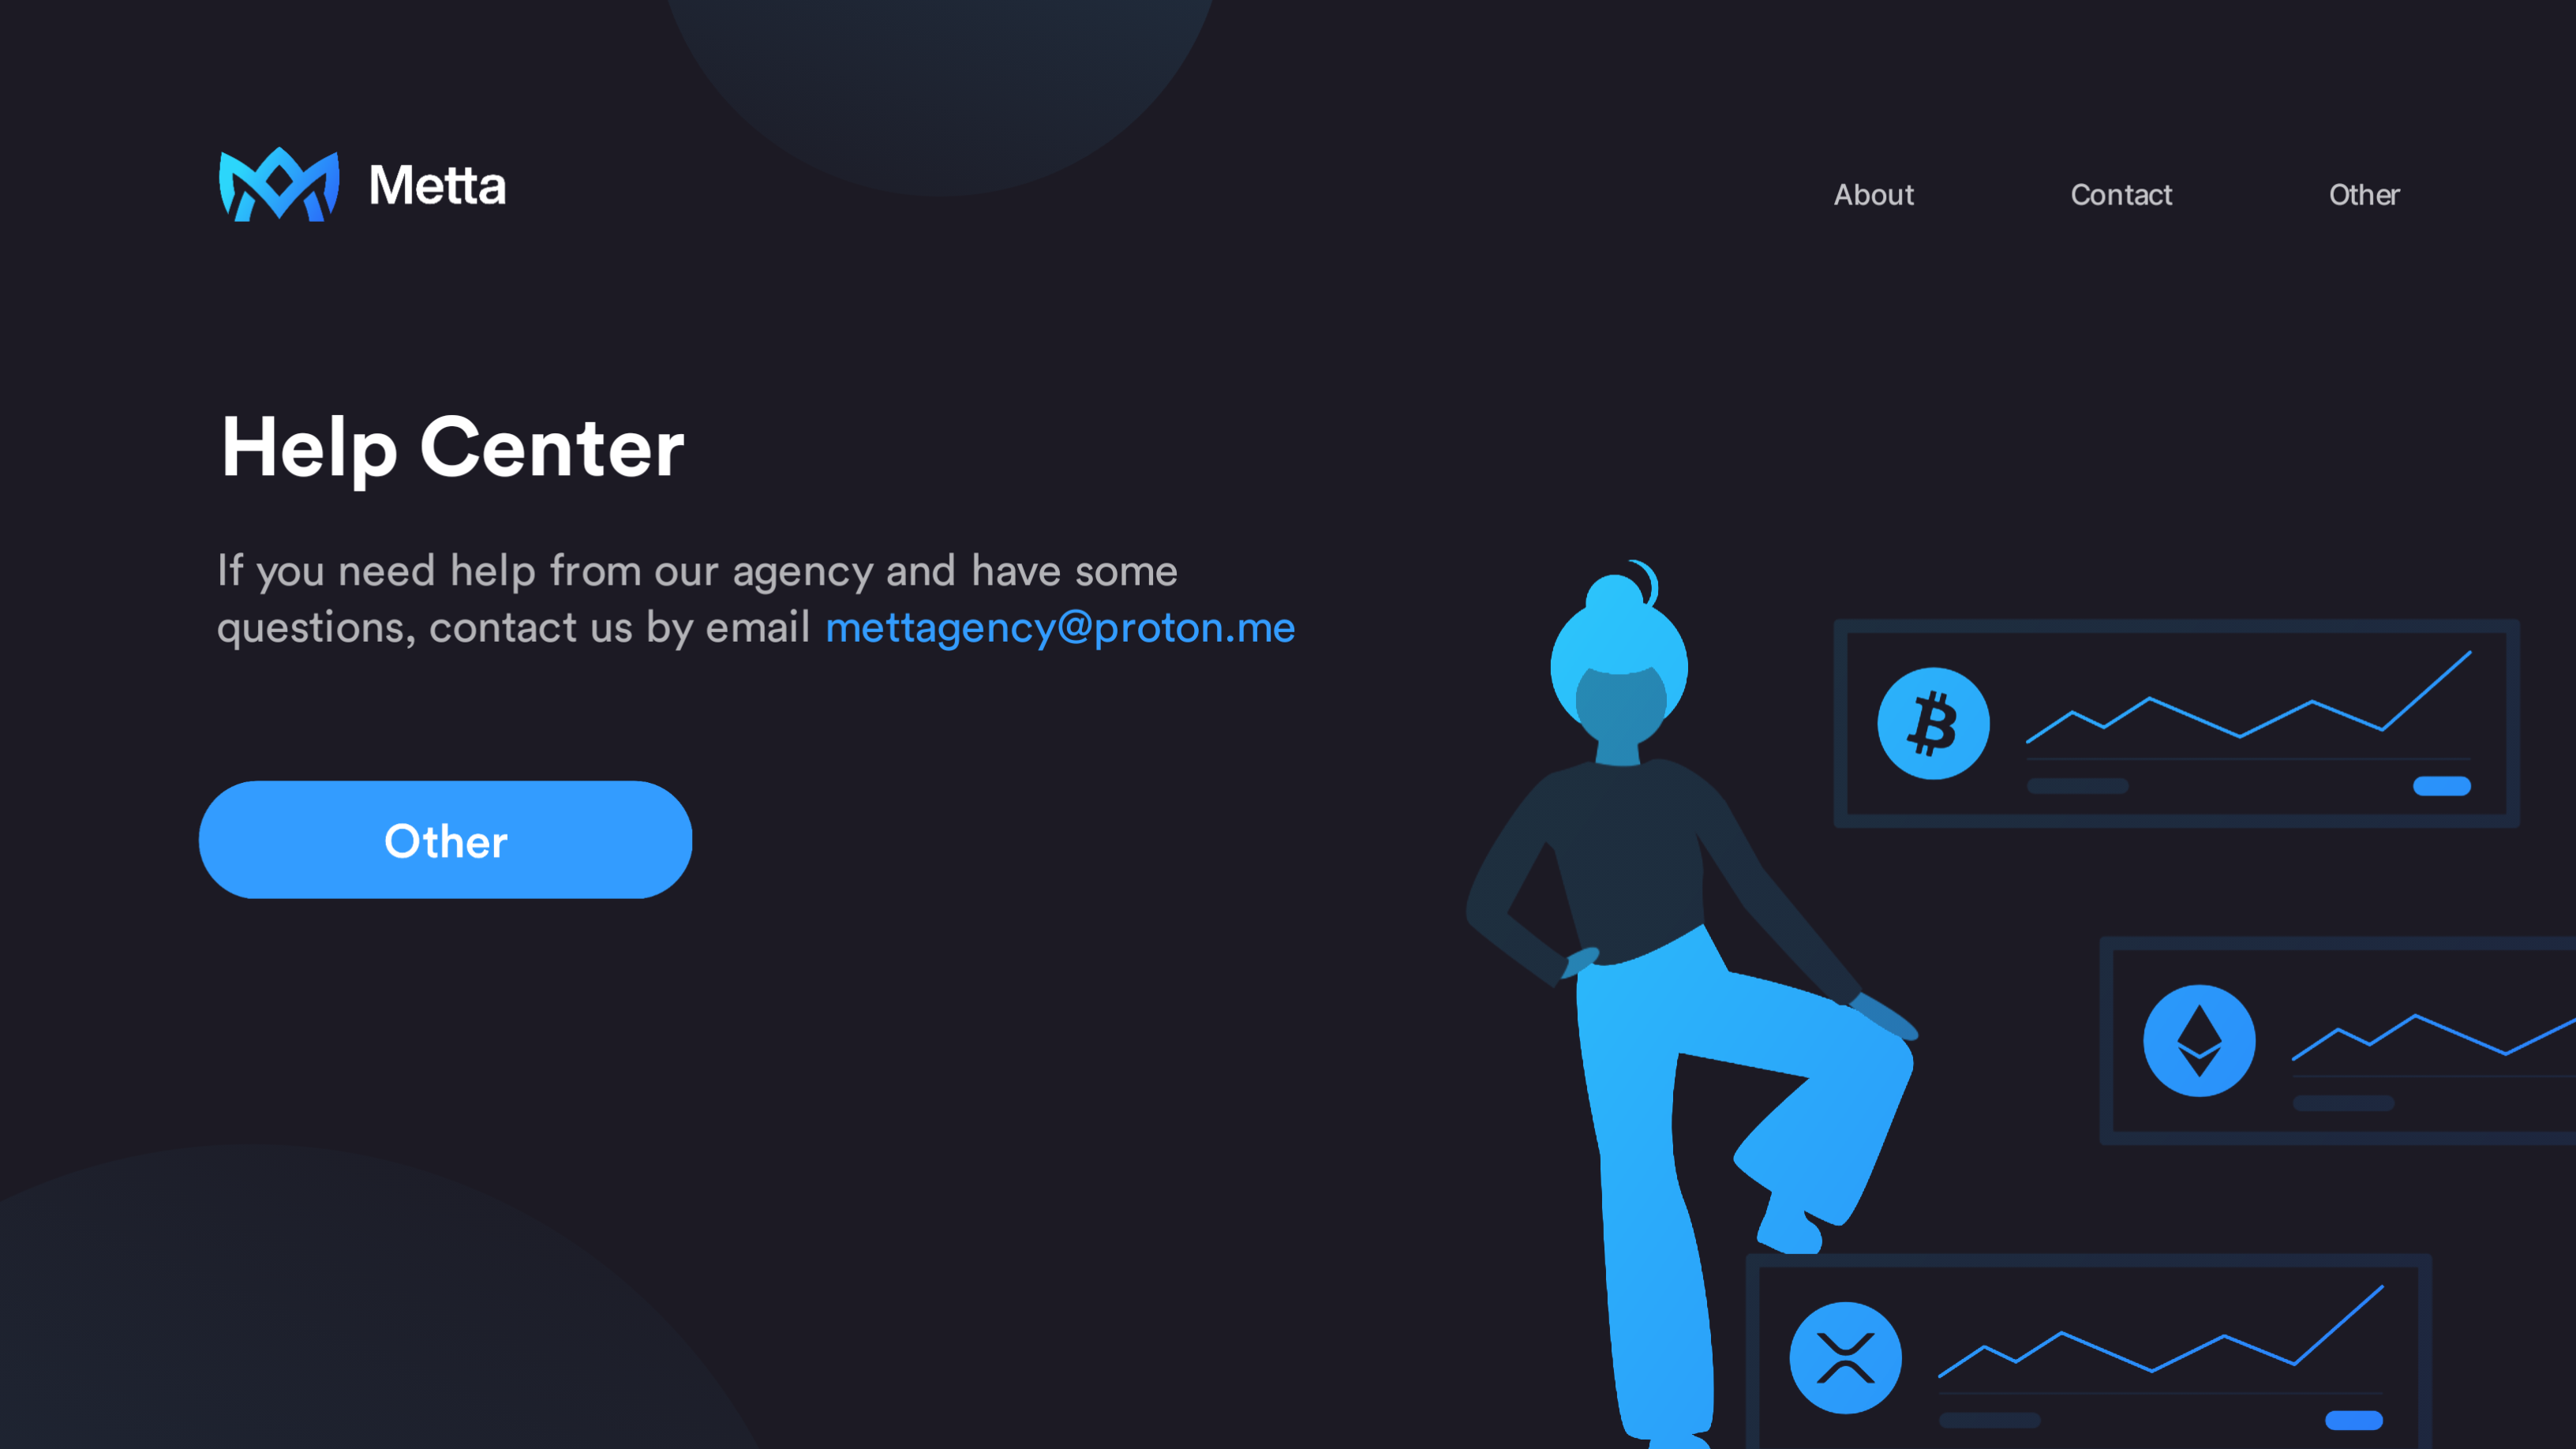 Metta
About
Contact
Other
Help Center
If you need help from our agency and have some
questions, contact us by email mettagency@proton.me
Other